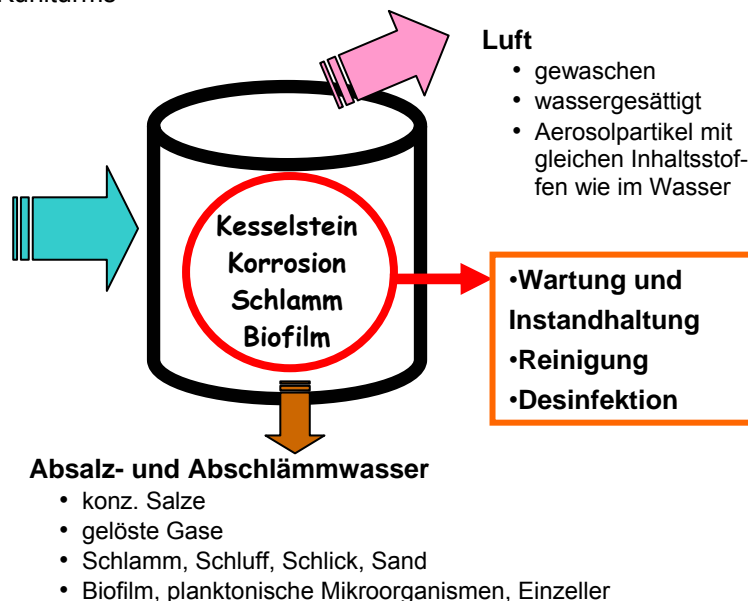 Kühlturms
Luft
• gewaschen
• wassergesättigt
• Aerosolpartikel mit
gleichen Inhaltsstof-
fen wie im Wasser
Kesselstein
Korrosion
Schlamm
Biofilm
•Wartung und
Instandhaltung
•Reinigung
•Desinfektion
Absalz- und Abschlämmwasser
• konz. Salze
• gelöste Gase
• Schlamm, Schluff, Schlick, Sand
• Biofilm, planktonische Mikroorganismen, Einzeller